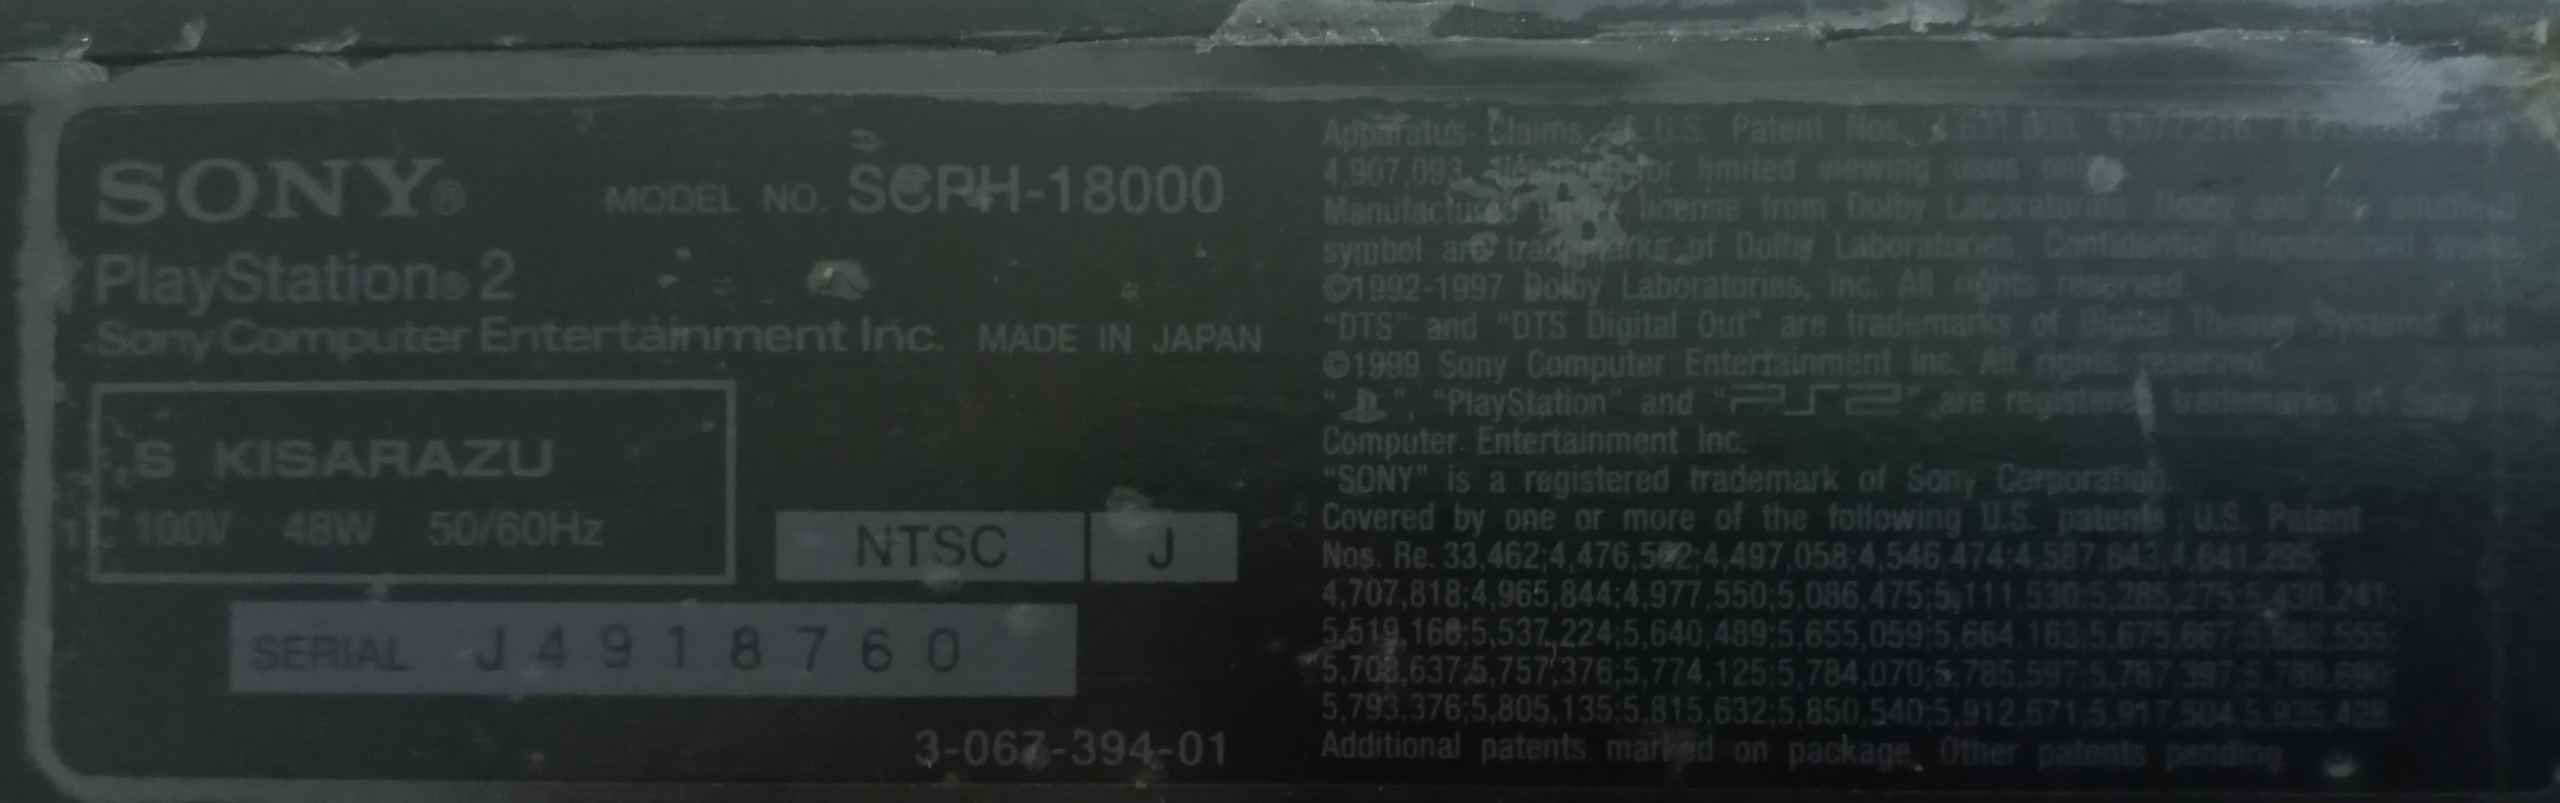 SONY®
MODEL NO. SCPH-18000
PlayStation®2
Sony Computer Entertainment Inc. MADE IN JAPAN
S KISARAZU
100V 48W 50/60Hz
NTSC J
SERIAL J4918760
3-067-394-01
Apparatus Claims of U.S. Patent Nos.
4,907,093 for limited viewing uses only.
Manufactured under license from Dolby Laboratories. Dolby and the double-D
symbol are trademarks of Dolby Laboratories. Confidential Unpublished Works.
©1992-1997 Dolby Laboratories, Inc. All rights reserved.
“DTS” and “DTS Digital Out” are trademarks of Digital Theater Systems, Inc.
©1999 Sony Computer Entertainment Inc. All rights reserved.
“ ”, “PlayStation” and “PS2” are registered trademarks of Sony
Computer Entertainment Inc.
“SONY” is a registered trademark of Sony Corporation.
Covered by one or more of the following U.S. patents: U.S. Patent
Nos. Re. 33,462;4,476,562;4,497,058;4,546,474;4,587,643;4,641,295;
4,707,818;4,965,844;4,977,550;5,086,475;5,111,530;5,285,275;5,430,241;
5,519,166;5,537,224;5,640,489;5,655,059;5,664,163;5,675,667;5,682,555;
5,708,637;5,757,376;5,774,125;5,784,070;5,785,597;5,787,397;5,789,690;
5,793,376;5,805,135;5,815,632;5,850,540;5,912,671;5,917,504;5,935,428.
Additional patents marked on package. Other patents pending.